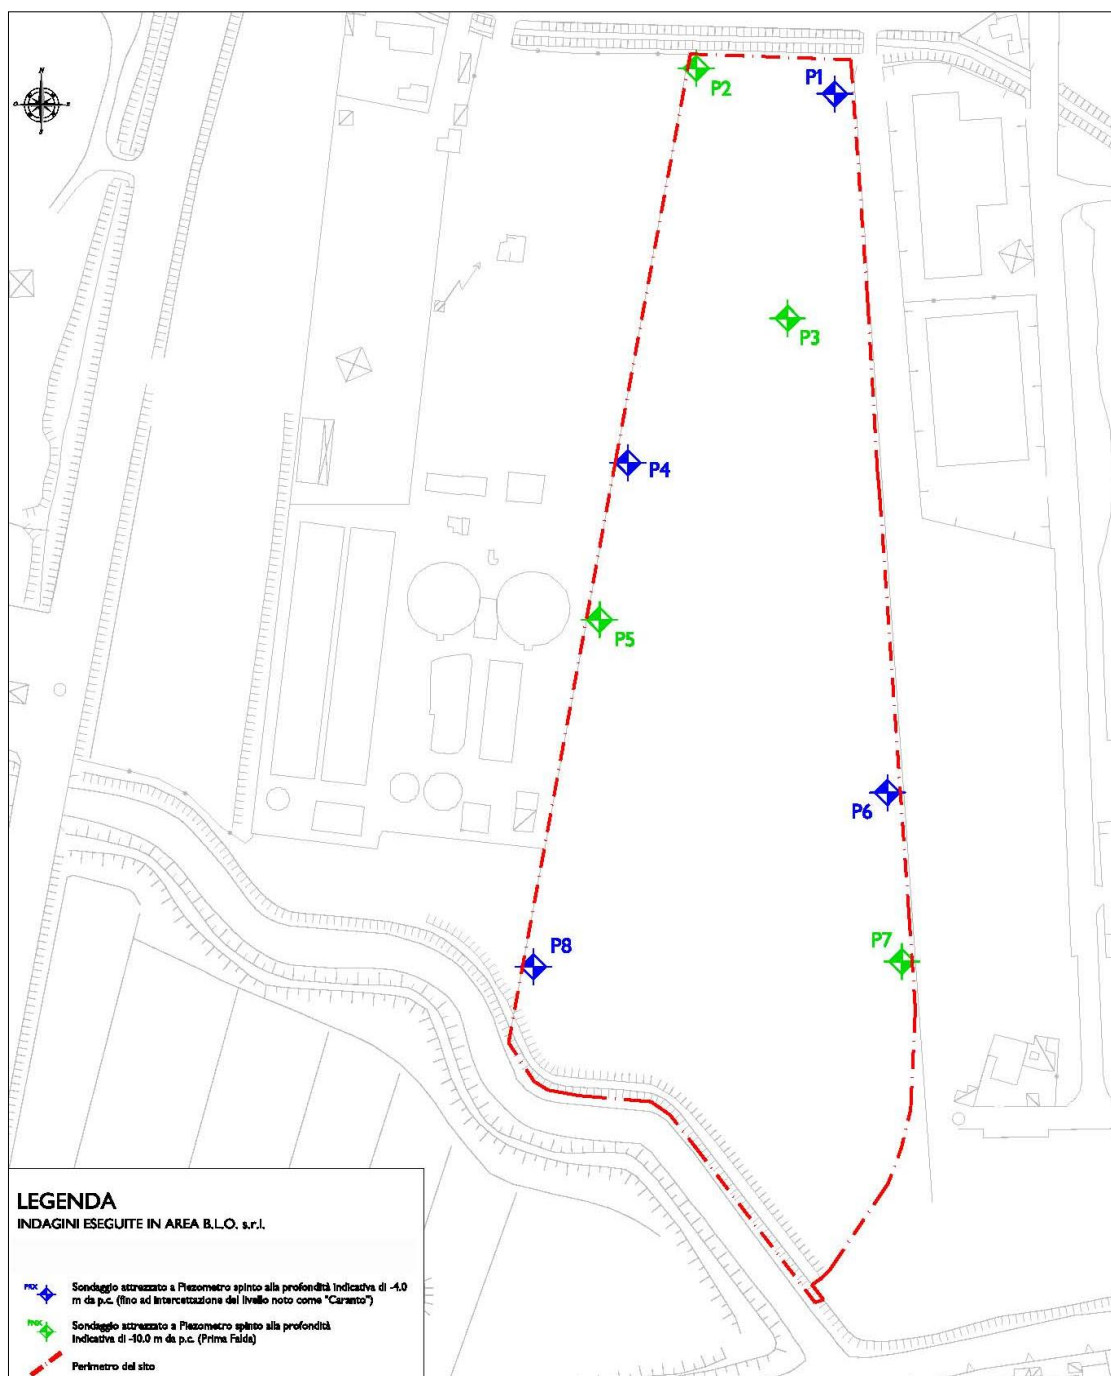 N
O E
S
P2
P1
P3
P4
P5
P6
P8
P7
LEGENDA
INDAGINI ESEGUITE IN AREA B.L.O. s.r.l.
Sondaggio attrezzato a Piezometro spinto alla profondità indicativa di -4.0
m da p.c. (fino ad intercettazione del livello noto come "Caranto")
Sondaggio attrezzato a Piezometro spinto alla profondità
indicativa di -10.0 m da p.c. (Prima Falda)
Perimetro del sito